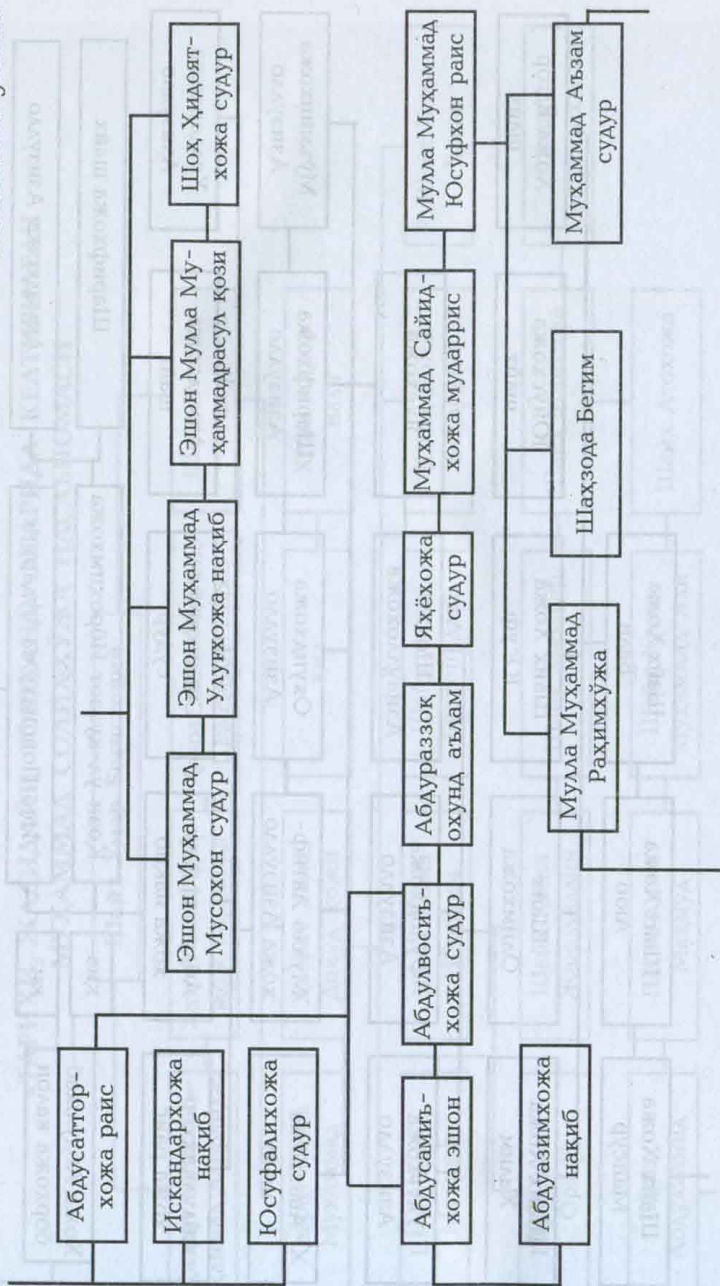 Абдусаттор-
хожа раис
Искандархожа
нақиб
Юсуфалихожа
судур
Эшон Муҳаммад
Мусохон судур
Эшон Муҳаммад
Улуғхожа нақиб
Эшон Мулла Му-
ҳаммадрасул қози
Шоҳ Ҳидоят-
хожа судур
Абдусамиъ-
хожа эшон
Абдулвосиъ-
хожа судур
Абдураззоқ
охунд аълам
Яҳёхожа
судур
Муҳаммад Сайид-
хожа мударрис
Мулла Муҳаммад
Юсуфхон раис
Абдуазимхожа
нақиб
Мулла Муҳаммад
Раҳимхўжа
Шаҳзода Бегим
Муҳаммад Аъзам
судур